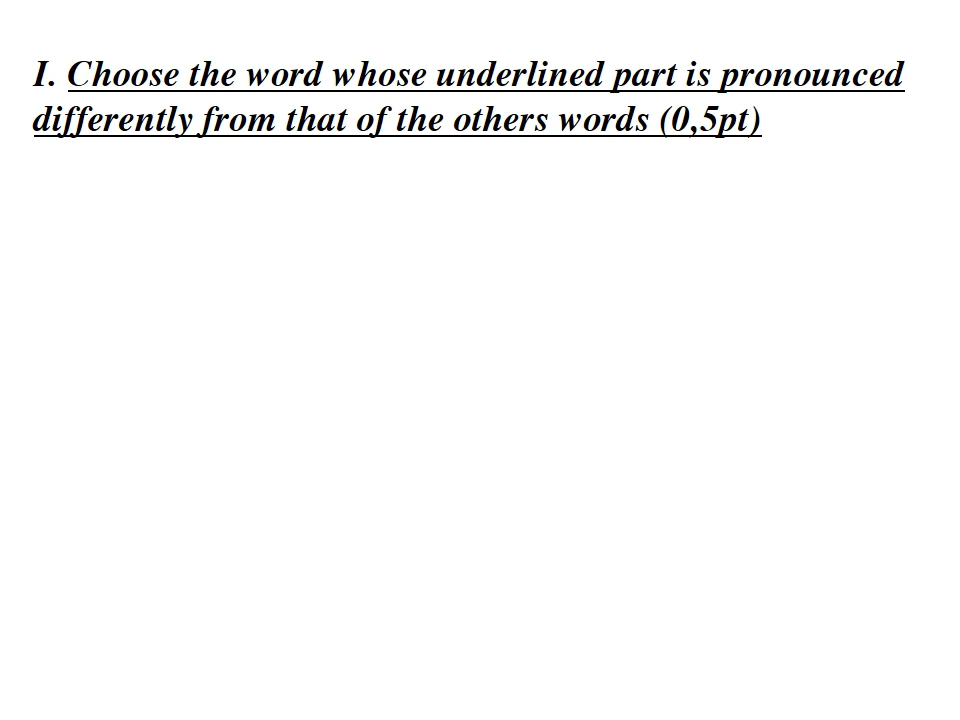 I. Choose the word whose underlined part is pronounced
differently from that of the others words (0,5pt)